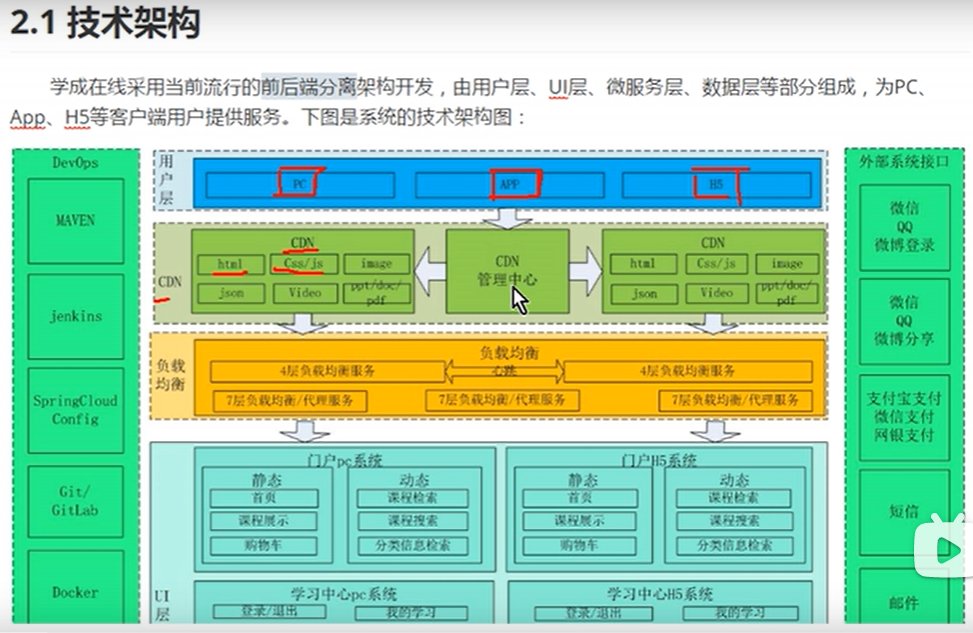 2.1 技术架构
学成在线采用当前流行的前后端分离架构开发，由用户层、UI层、微服务层、数据层等部分组成，为PC、
App、H5等客户端用户提供服务。下图是系统的技术架构图：
DevOps
MAVEN
jenkins
SpringCloud
Config
Git/
GitLab
Docker
用户层
PC
APP
H5
CDN
CDN
html
Css/js
image
json
Video
ppt/doc/
pdf
CDN
管理中心
CDN
html
Css/js
image
json
Video
ppt/doc/
pdf
负载
均衡
负载均衡
4层负载均衡服务
心跳
4层负载均衡服务
7层负载均衡/代理服务
7层负载均衡/代理服务
7层负载均衡/代理服务
UI
层
门户pc系统
静态
首页
课程展示
购物车
动态
课程检索
课程搜索
分类信息检索
门户H5系统
静态
首页
课程展示
购物车
动态
课程检索
课程搜索
分类信息检索
学习中心pc系统
登录/退出
我的学习
学习中心H5系统
登录/退出
我的学习
外部系统接口
微信
QQ
微博登录
微信
QQ
微博分享
支付宝支付
微信支付
网银支付
短信
邮件